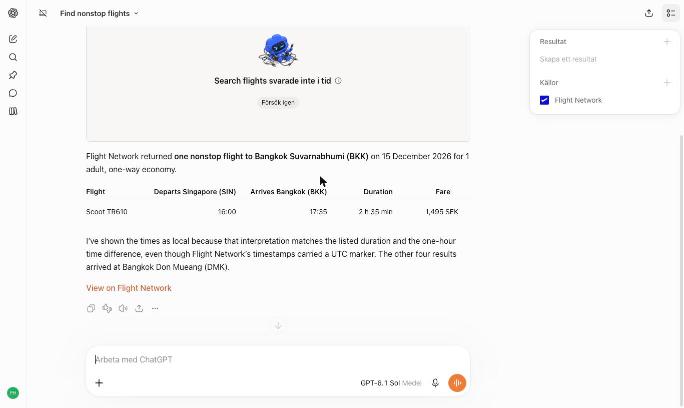 Find nonstop flights
Search flights svarade inte i tid
Försök igen
Flight Network returned one nonstop flight to Bangkok Suvarnabhumi (BKK) on 15 December 2026 for 1
adult, one-way economy.
Flight Departs Singapore (SIN) Arrives Bangkok (BKK) Duration Fare
Scoot TR610 16:00 17:35 2 h 35 min 1,495 SEK
I've shown the times as local because that interpretation matches the listed duration and the one-hour
time difference, even though Flight Network's timestamps carried a UTC marker. The other four results
arrived at Bangkok Don Mueang (DMK).
View on Flight Network
Arbeta med ChatGPT
GPT-6.1 Sol Medel
Resultat
Skapa ett resultat
Källor
Flight Network